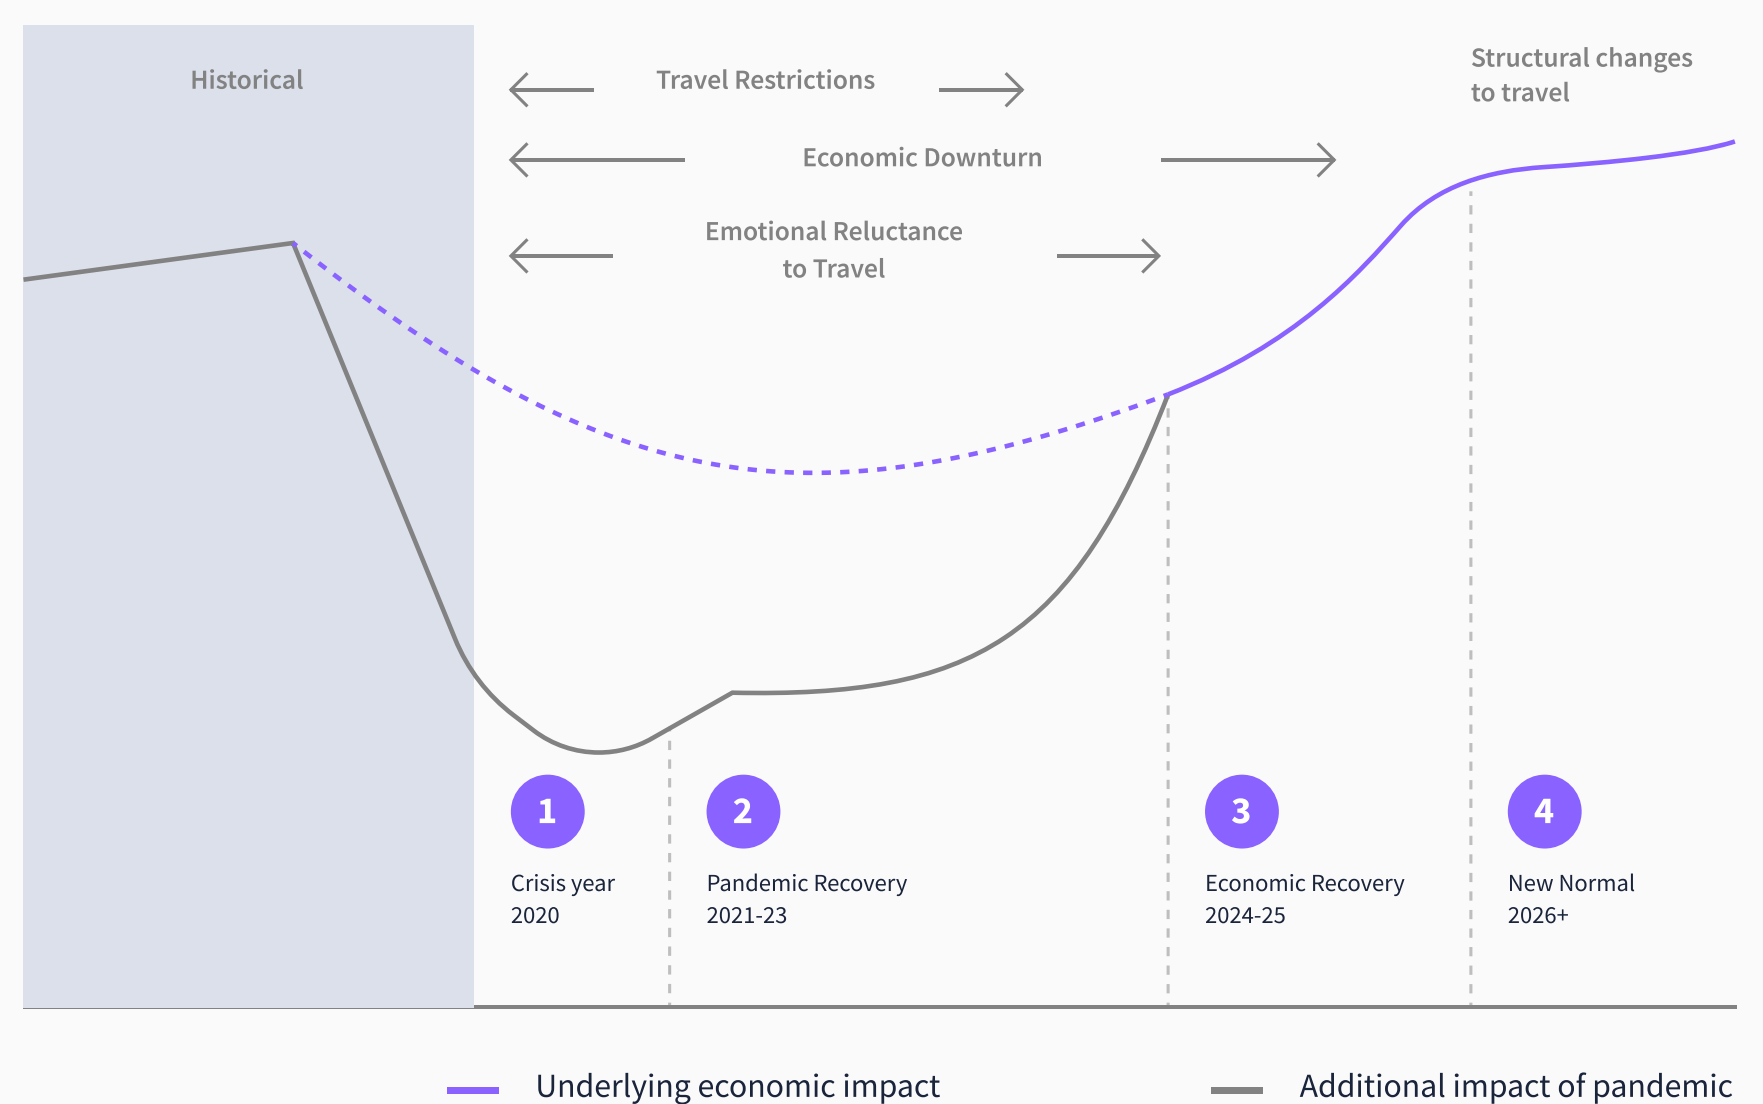 Historical
Travel Restrictions
Structural changes
to travel
Economic Downturn
Emotional Reluctance
to Travel
1
Crisis year
2020
2
Pandemic Recovery
2021-23
3
Economic Recovery
2024-25
4
New Normal
2026+
Underlying economic impact
Additional impact of pandemic